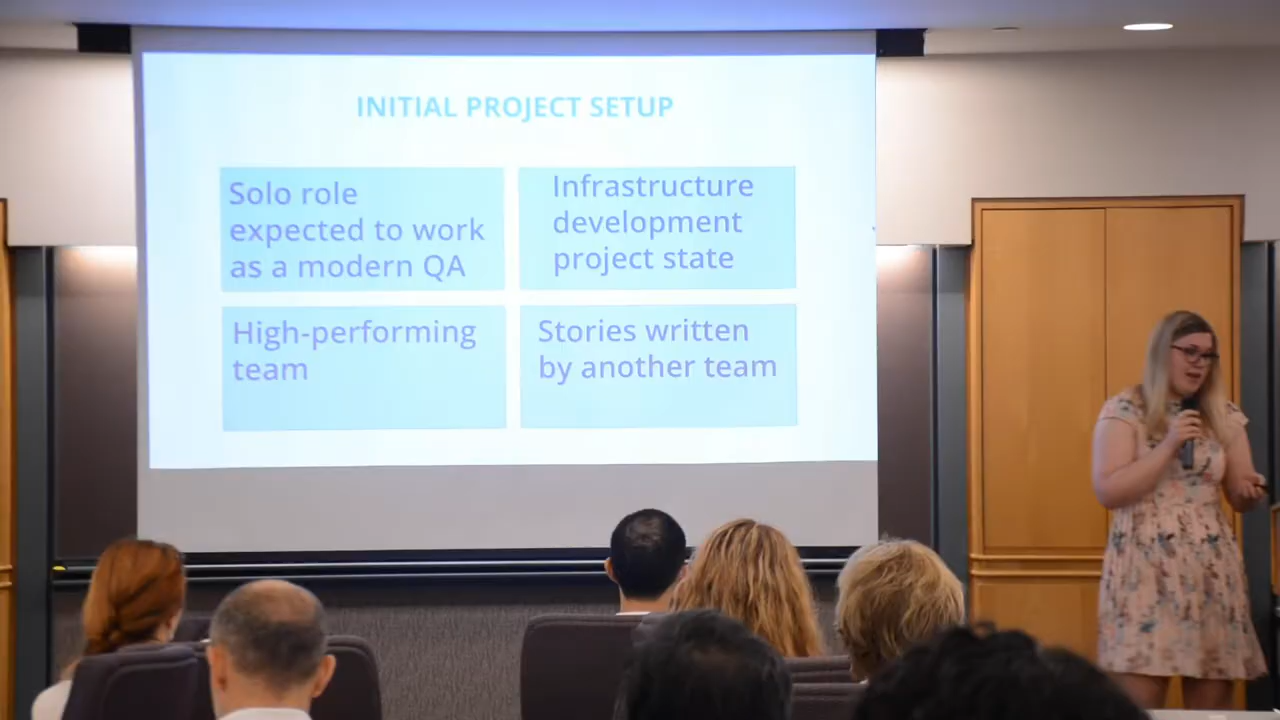 INITIAL PROJECT SETUP
Solo role
expected to work
as a modern QA
Infrastructure
development
project state
High-performing
team
Stories written
by another team